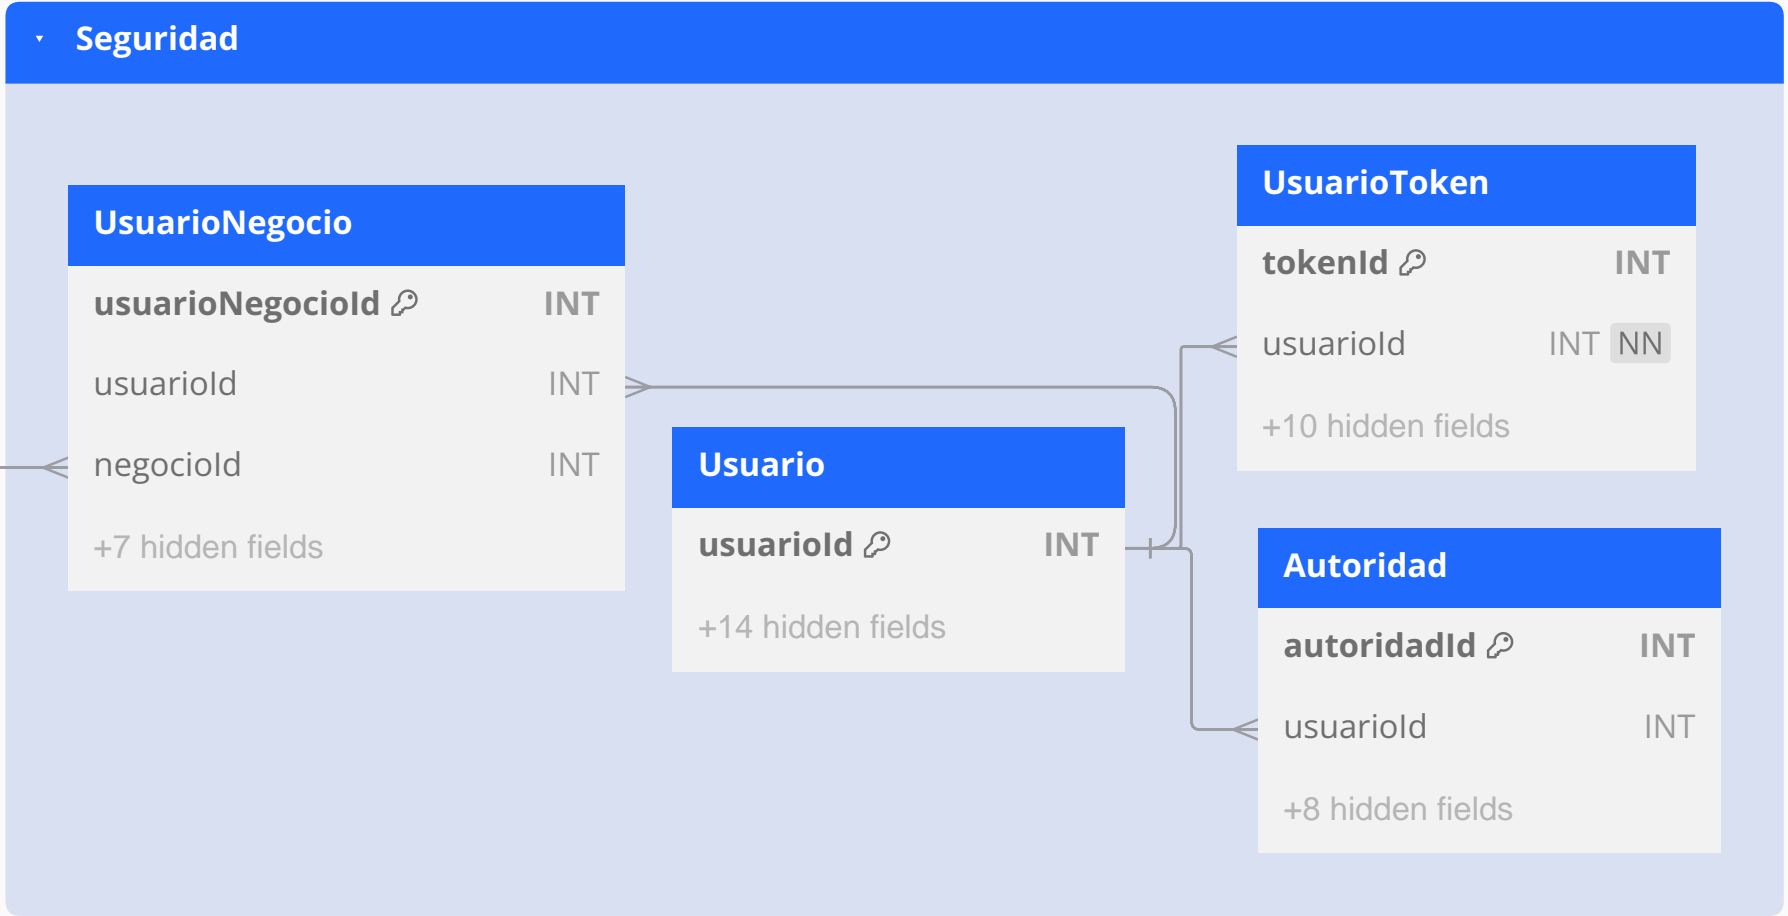 Seguridad
UsuarioNegocio
usuarioNegocioId INT
usuarioId INT
negocioId INT
+7 hidden fields
Usuario
usuarioId INT
+14 hidden fields
UsuarioToken
tokenId INT
usuarioId INT NN
+10 hidden fields
Autoridad
autoridadId INT
usuarioId INT
+8 hidden fields